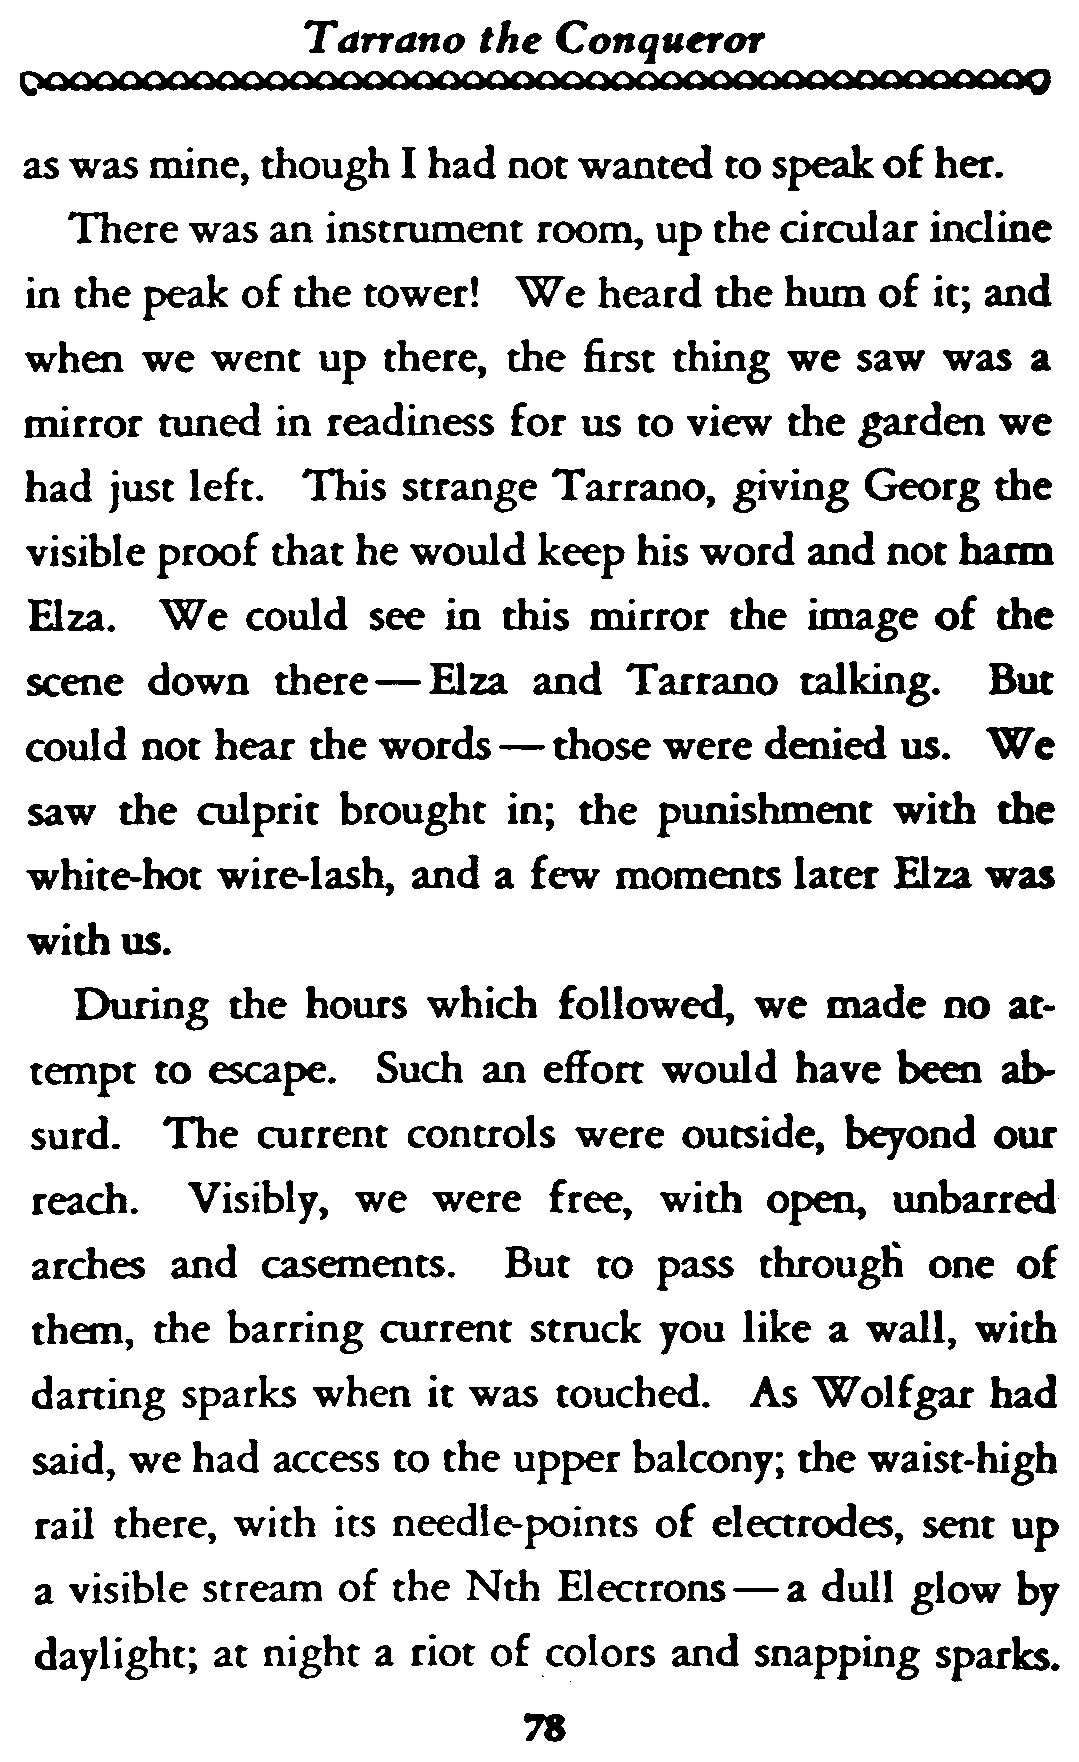 Tarrano the Conqueror
as was mine, though I had not wanted to speak of her.
There was an instrument room, up the circular incline
in the peak of the tower! We heard the hum of it; and
when we went up there, the first thing we saw was a
mirror tuned in readiness for us to view the garden we
had just left. This strange Tarrano, giving Georg the
visible proof that he would keep his word and not harm
Elza. We could see in this mirror the image of the
scene down there—Elza and Tarrano talking. But
could not hear the words—those were denied us. We
saw the culprit brought in; the punishment with the
white-hot wire-lash, and a few moments later Elza was
with us.
During the hours which followed, we made no at-
tempt to escape. Such an effort would have been ab-
surd. The current controls were outside, beyond our
reach. Visibly, we were free, with open, unbarred
arches and casements. But to pass through one of
them, the barring current struck you like a wall, with
darting sparks when it was touched. As Wolfgar had
said, we had access to the upper balcony; the waist-high
rail there, with its needle-points of electrodes, sent up
a visible stream of the Nth Electrons—a dull glow by
daylight; at night a riot of colors and snapping sparks.
78